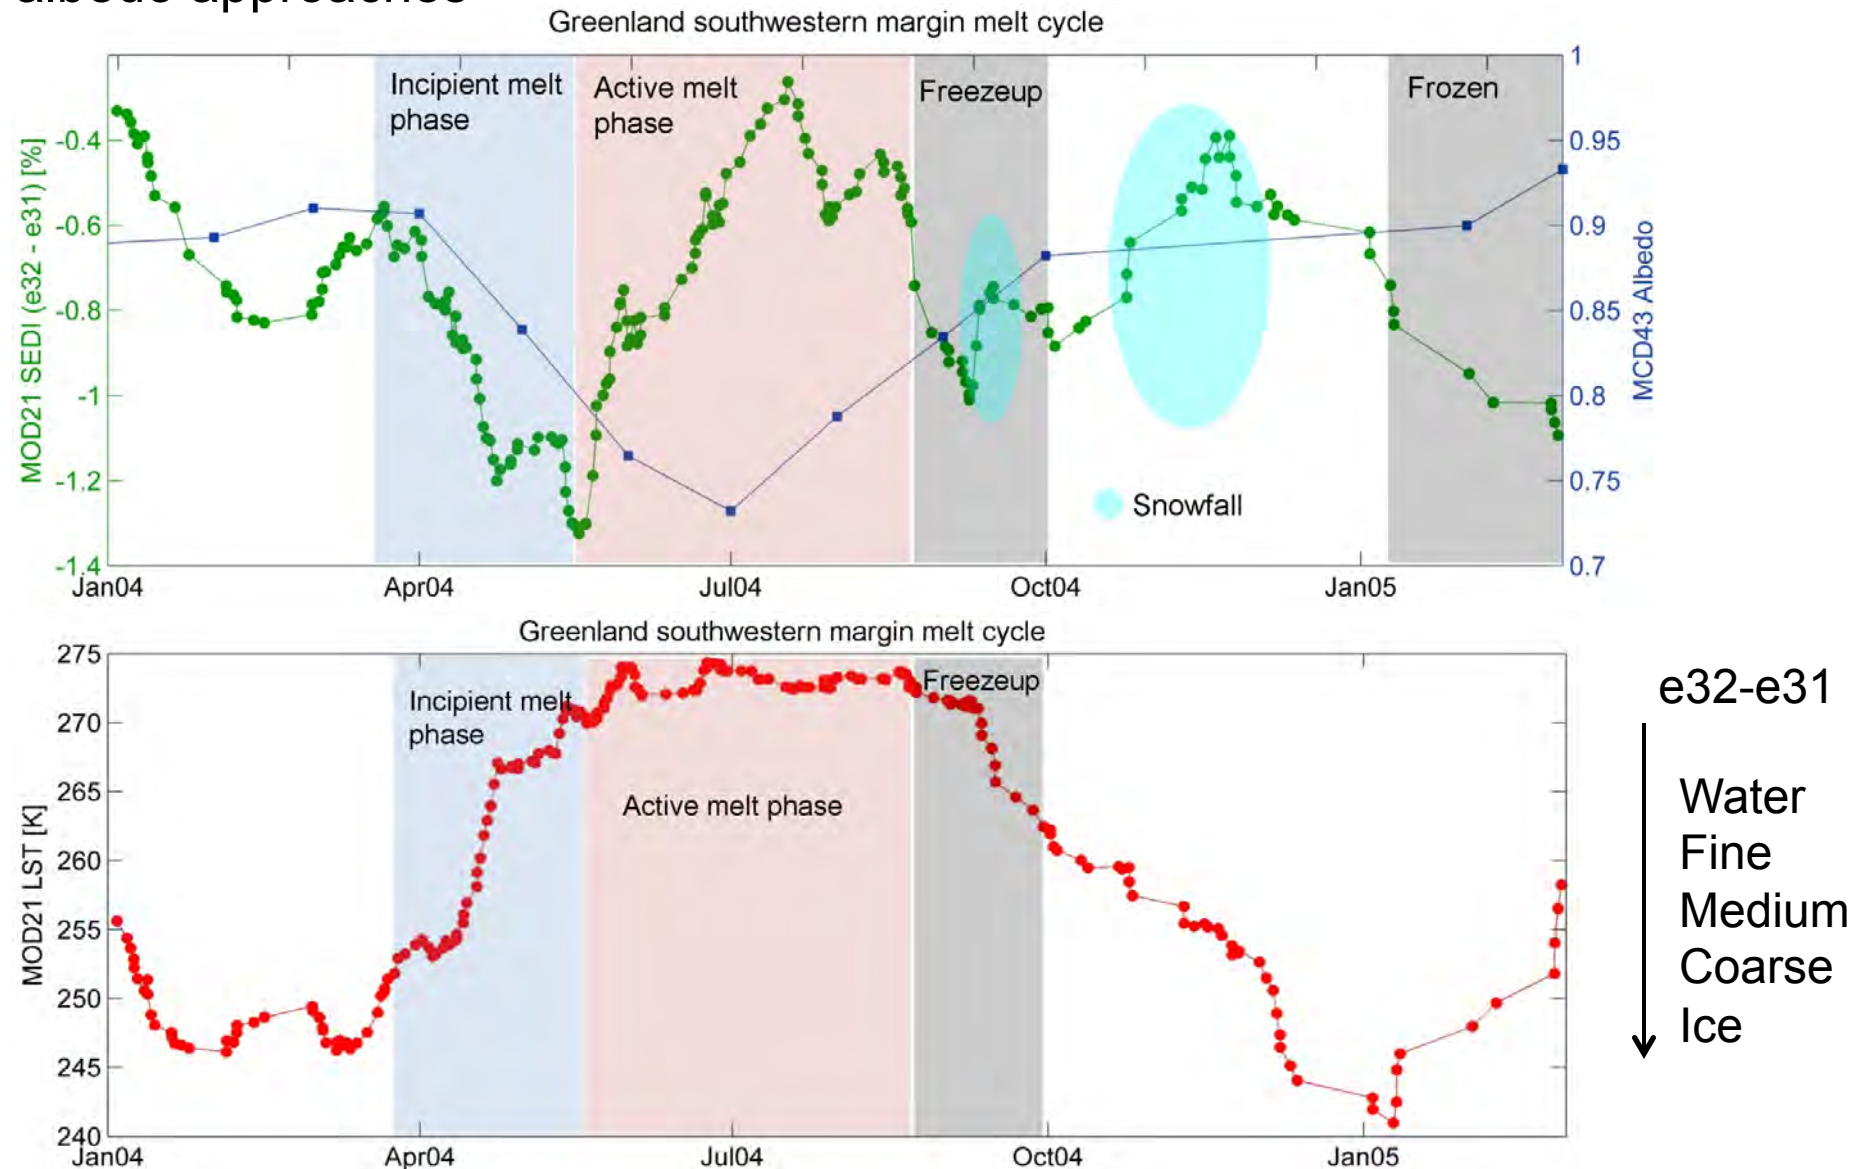 albedo approaches
Greenland southwestern margin melt cycle
MOD21 SEDI (e32 - e31) [%]
-0.4
-0.6
-0.8
-1
-1.2
-1.4
Incipient melt
phase
Active melt
phase
Freezeup
Frozen
Snowfall
1
0.95
0.9
0.85
0.8
0.75
0.7
MCD43 Albedo
Jan04
Apr04
Jul04
Oct04
Jan05
Greenland southwestern margin melt cycle
MOD21 LST [K]
275
270
265
260
255
250
245
240
Incipient melt
phase
Active melt phase
Freezeup
Jan04
Apr04
Jul04
Oct04
Jan05
e32-e31
Water
Fine
Medium
Coarse
Ice